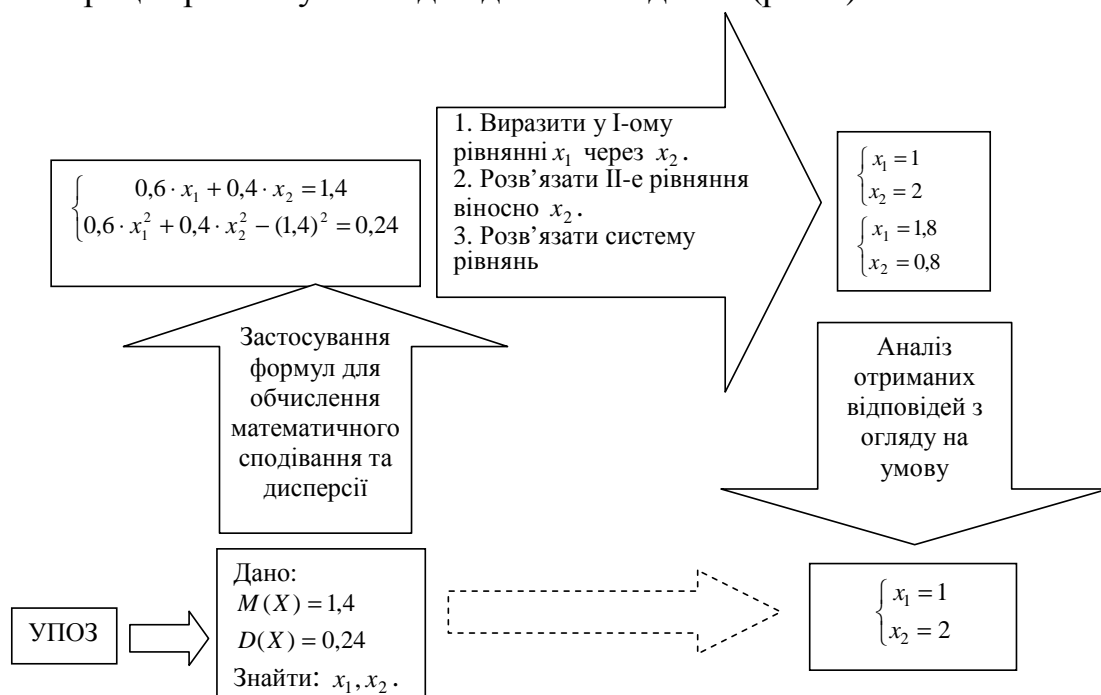 1. Виразити у І-ому
рівнянні x₁ через x₂.
2. Розв'язати ІІ-е рівняння
віносно x₂.
3. Розв'язати систему
рівнянь
0,6 · x₁ + 0,4 · x₂ = 1,4
0,6 · x₁² + 0,4 · x₂² − (1,4)² = 0,24
x₁ = 1
x₂ = 2
x₁ = 1,8
x₂ = 0,8
Застосування
формул для
обчислення
математичного
сподівання та
дисперсії
Аналіз
отриманих
відповідей з
огляду на
умову
УПОЗ
Дано:
M(X) = 1,4
D(X) = 0,24
Знайти: x₁, x₂.
x₁ = 1
x₂ = 2